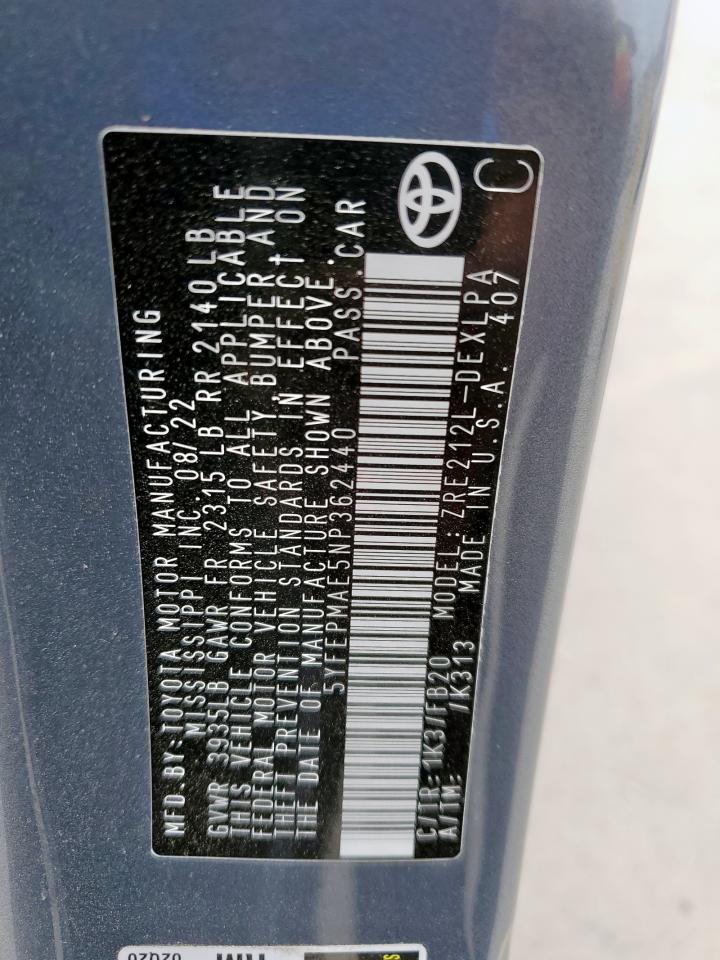 MFD.BY:TOYOTA MOTOR MANUFACTURING
MISSISSIPPI INC. 08/22
GVWR 3935LB GAWR FR 2315 LB RR 2140 LB
THIS VEHICLE CONFORMS TO ALL APPLICABLE
FEDERAL MOTOR VEHICLE SAFETY, BUMPER, AND
THEFT PREVENTION STANDARDS IN EFFECT ON
THE DATE OF MANUFACTURE SHOWN ABOVE.
5YFEPMAE5NP362440 PASS.CAR
C/TR: 1K3/FB20 MODEL: ZRE212L-DEXLPA
A/TM: /K313 MADE IN U.S.A. 407
C